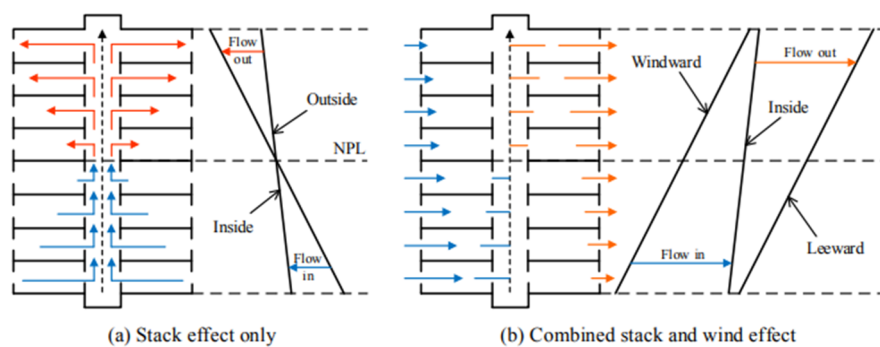 Flow
out
Outside
NPL
Inside
Flow
in
(a) Stack effect only
Windward
Flow out
Inside
Flow in
Leeward
(b) Combined stack and wind effect